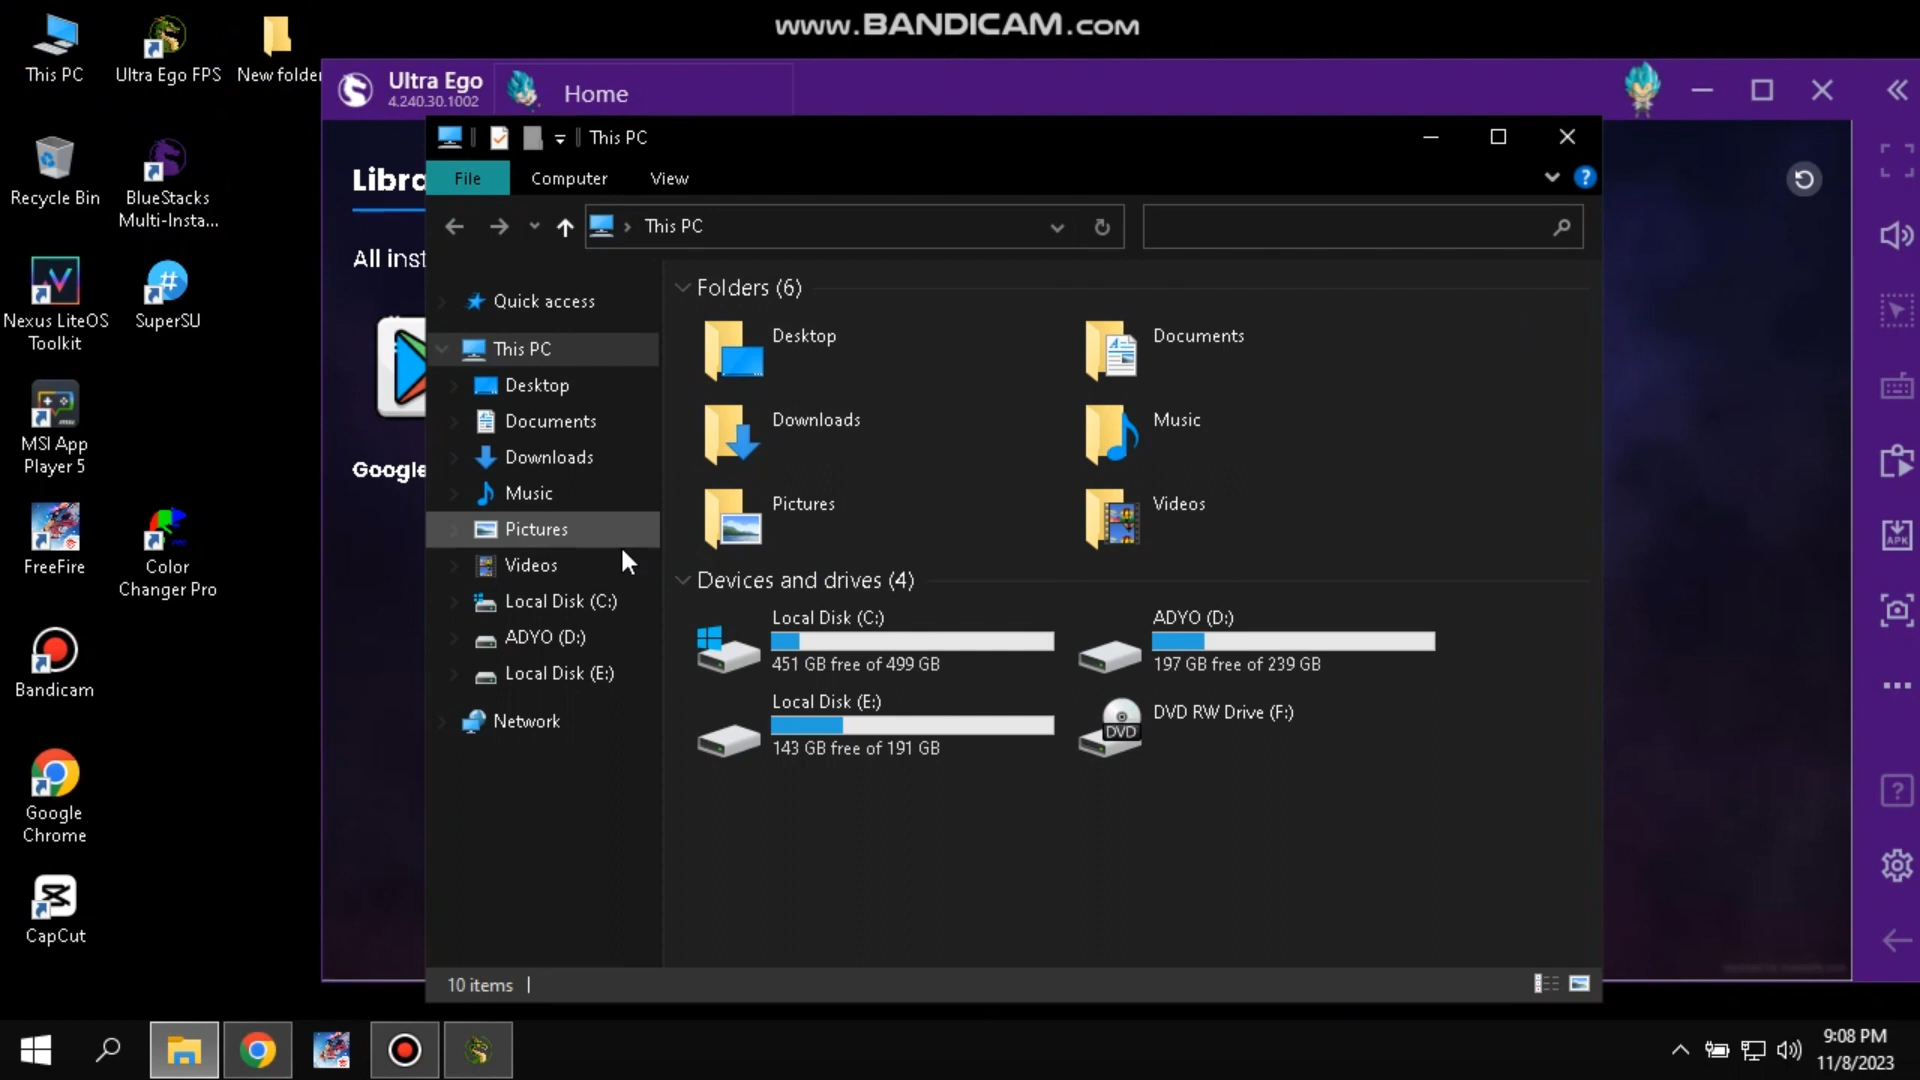 www.BANDICAM.com
This PC
Ultra Ego FPS
New folder
Recycle Bin
BlueStacks
Multi-Insta...
Nexus LiteOS
Toolkit
SuperSU
MSI App
Player 5
FreeFire
Color
Changer Pro
Bandicam
Google
Chrome
CapCut
Ultra Ego
4.240.30.1002
Home
All inst
Google
This PC
File
Computer
View
This PC
Quick access
This PC
Desktop
Documents
Downloads
Music
Pictures
Videos
Local Disk (C:)
ADYO (D:)
Local Disk (E:)
Network
Folders (6)
Desktop
Documents
Downloads
Music
Pictures
Videos
Devices and drives (4)
Local Disk (C:)
451 GB free of 499 GB
ADYO (D:)
197 GB free of 239 GB
Local Disk (E:)
143 GB free of 191 GB
DVD
DVD RW Drive (F:)
10 items
APK
9:08 PM
11/8/2023